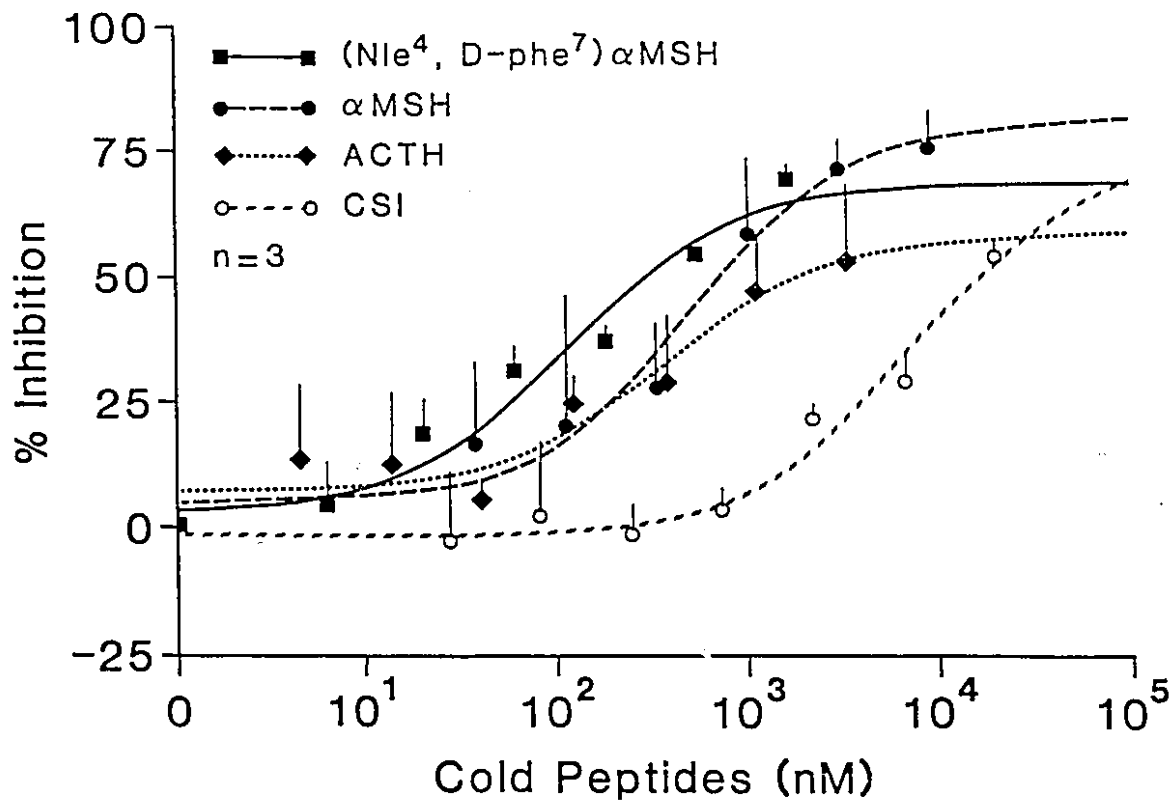 100
75
50
25
0
-25
% Inhibition
(Nle⁴, D-phe⁷) αMSH
αMSH
ACTH
CSI
n=3
0 10¹ 10² 10³ 10⁴ 10⁵
Cold Peptides (nM)